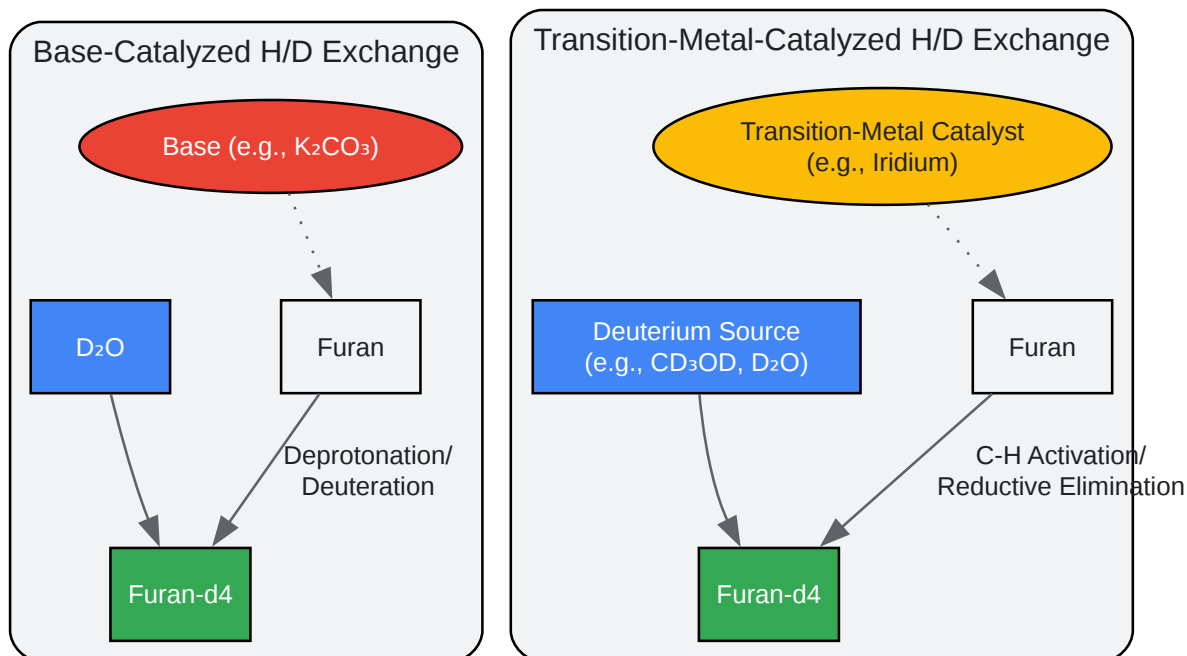 Base-Catalyzed H/D Exchange
Base (e.g., K₂CO₃)
D₂O
Furan
Deprotonation/
Deuteration
Furan-d4
Transition-Metal-Catalyzed H/D Exchange
Transition-Metal Catalyst
(e.g., Iridium)
Deuterium Source
(e.g., CD₃OD, D₂O)
Furan
C-H Activation/
Reductive Elimination
Furan-d4